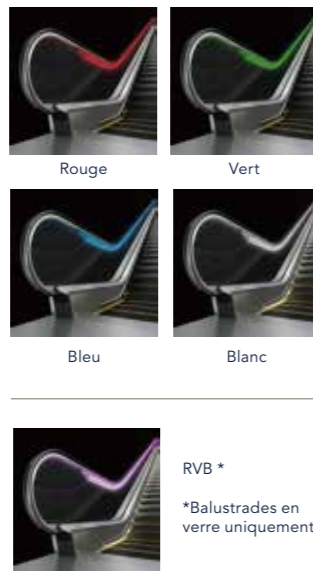 Rouge
Vert
Bleu
Blanc
RVB *
*Balustrades en
verre uniquement